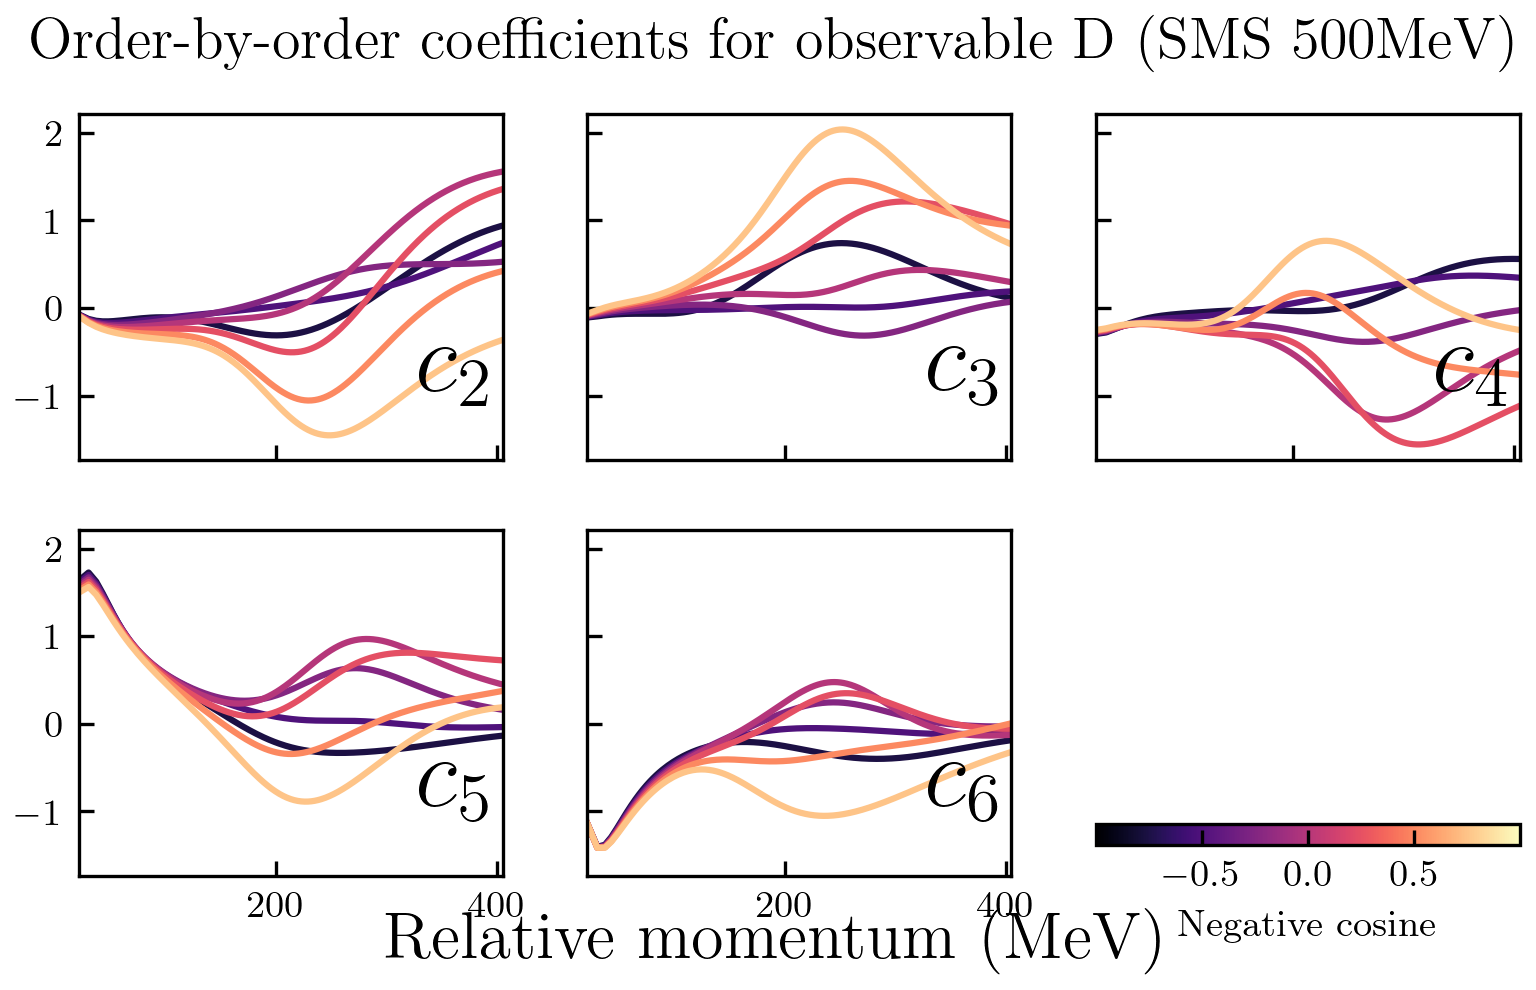 Order-by-order coefficients for observable D (SMS 500MeV)
2
1
0
−1
c2
c3
c4
2
1
0
−1
c5
c6
200
400
200
400
−0.5
0.0
0.5
Negative cosine
Relative momentum (MeV)